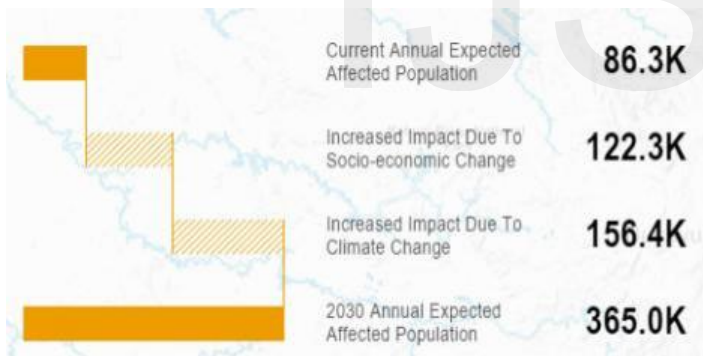 Current Annual Expected
Affected Population
86.3K
Increased Impact Due To
Socio-economic Change
122.3K
Increased Impact Due To
Climate Change
156.4K
2030 Annual Expected
Affected Population
365.0K